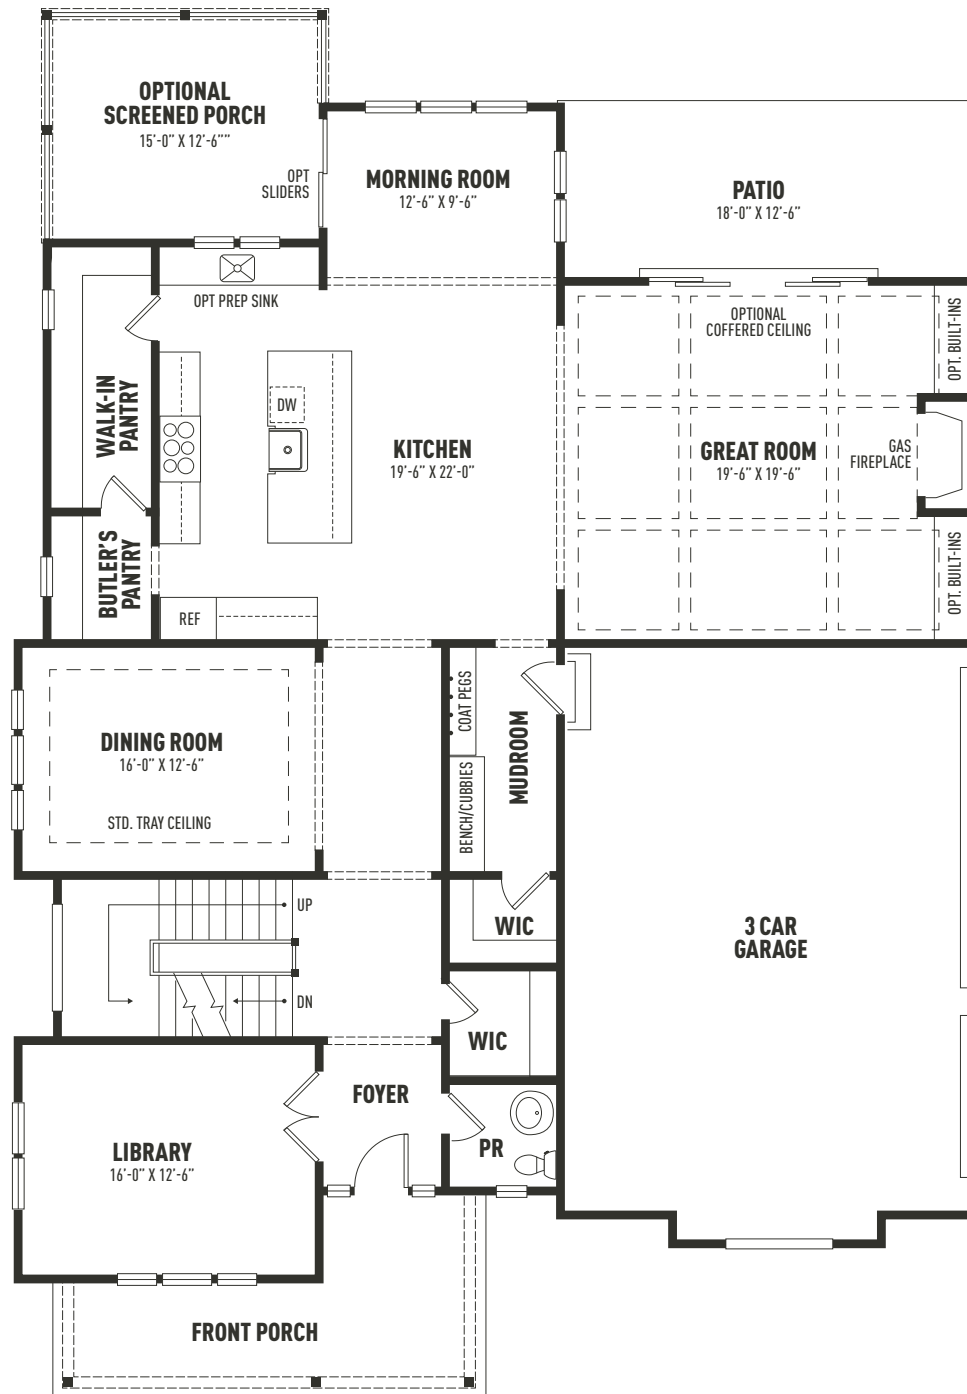 OPTIONAL
SCREENED PORCH
15'-0" X 12'-6""
OPT
SLIDERS
MORNING ROOM
12'-6" X 9'-6"
PATIO
18'-0" X 12'-6"
OPT PREP SINK
OPTIONAL
COFFERED CEILING
OPT. BUILT-INS
WALK-IN
PANTRY
DW
KITCHEN
19'-6" X 22'-0"
GREAT ROOM
19'-6" X 19'-6"
GAS
FIREPLACE
BUTLER'S
PANTRY
OPT. BUILT-INS
REF
DINING ROOM
16'-0" X 12'-6"
STD. TRAY CEILING
COAT PEGS
MUDROOM
BENCH/CUBBIES
UP
WIC
3 CAR
GARAGE
DN
WIC
FOYER
LIBRARY
16'-0" X 12'-6"
PR
FRONT PORCH